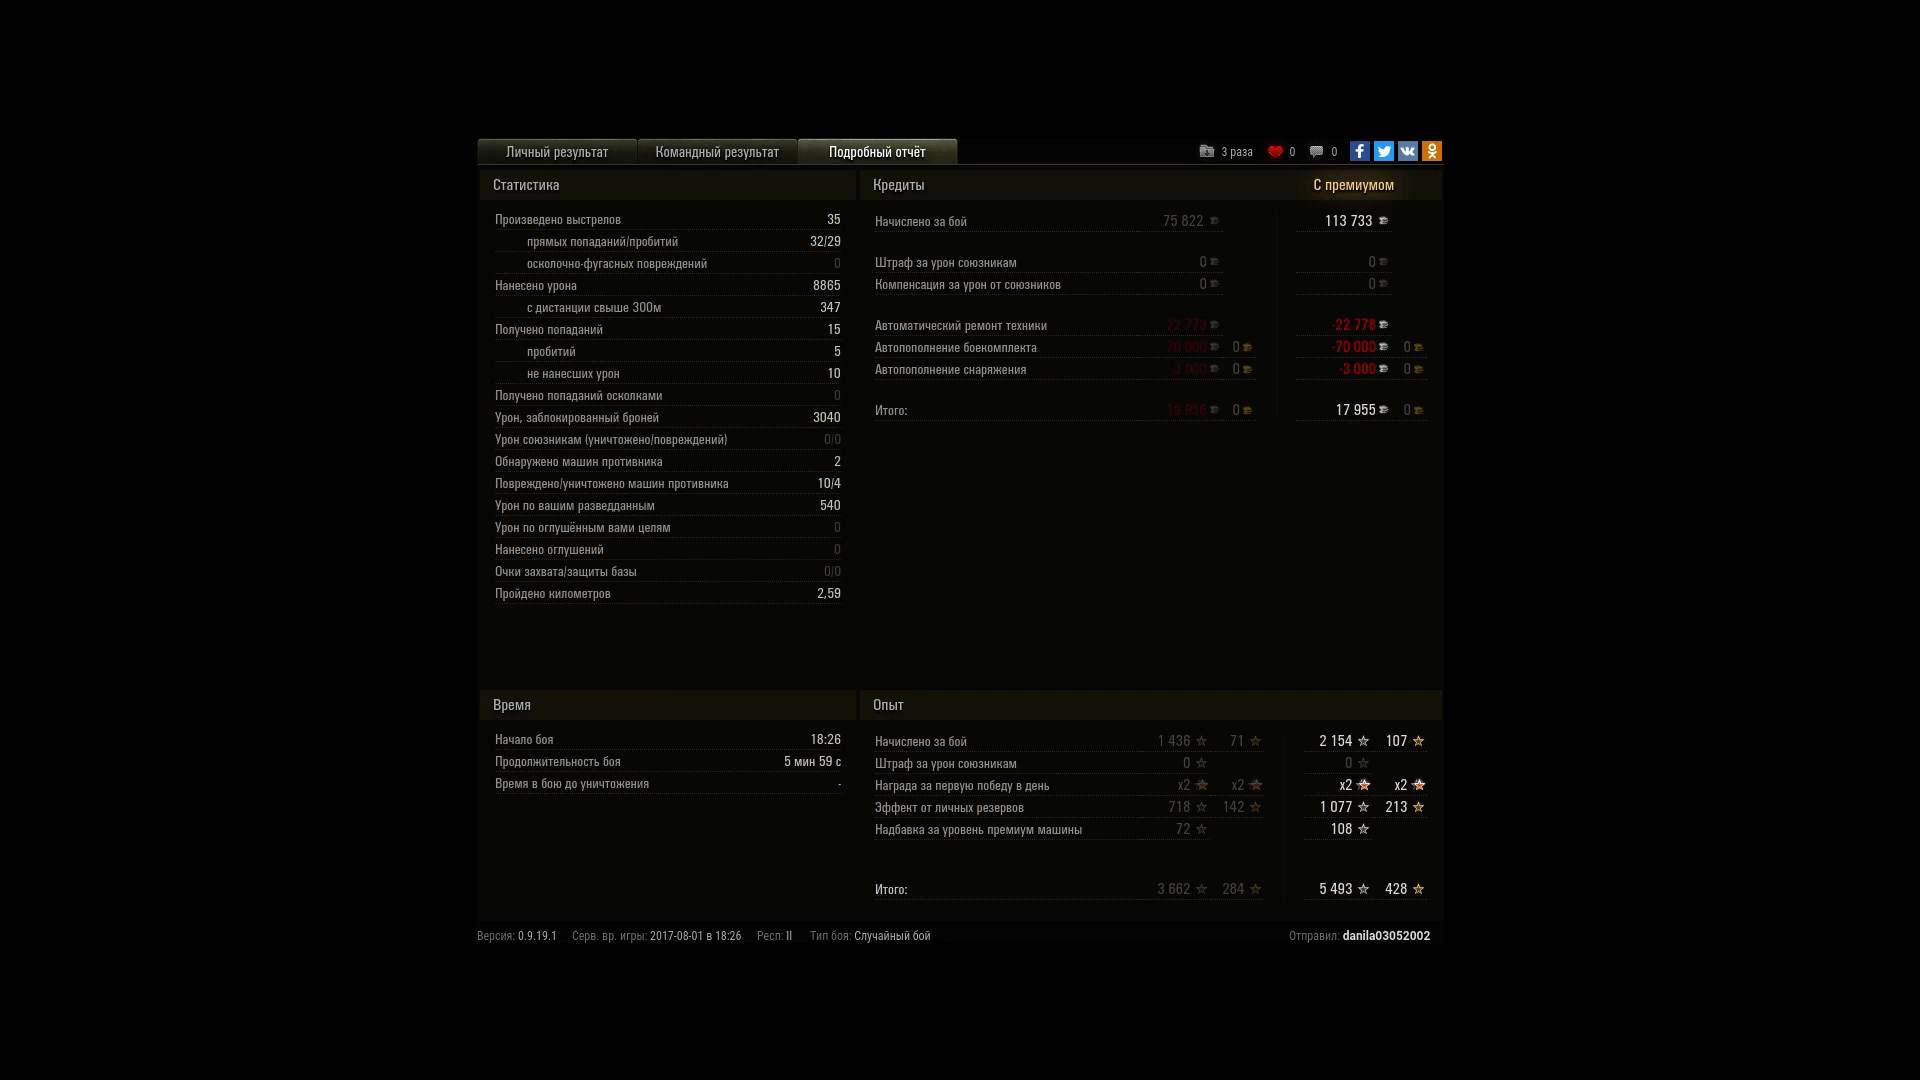 Личный результат Командный результат Подробный отчёт 3 раза 0 0
Статистика
Произведено выстрелов 35
прямых попаданий/пробитий 32/29
осколочно-фугасных повреждений 0
Нанесено урона 8865
с дистанции свыше 300м 347
Получено попаданий 15
пробитий 5
не нанесших урон 10
Получено попаданий осколками 0
Урон, заблокированный броней 3040
Урон союзникам (уничтожено/повреждений) 0/0
Обнаружено машин противника 2
Повреждено/уничтожено машин противника 10/4
Урон по вашим разведданным 540
Урон по оглушённым вами целям 0
Нанесено оглушений 0
Очки захвата/защиты базы 0/0
Пройдено километров 2,59
Кредиты С премиумом
Начислено за бой 75 822 113 733
Штраф за урон союзникам 0 0
Компенсация за урон от союзников 0 0
Автоматический ремонт техники -22 778 -22 778
Автопополнение боекомплекта -70 000 0 -70 000 0
Автопополнение снаряжения -3 000 0 -3 000 0
Итого: 0 17 955 0
Время
Начало боя 18:26
Продолжительность боя 5 мин 59 с
Время в бою до уничтожения -
Опыт
Начислено за бой 1 436 71 2 154 107
Штраф за урон союзникам 0 0
Награда за первую победу в день x2 x2 x2 x2
Эффект от личных резервов 718 142 1 077 213
Надбавка за уровень премиум машины 72 108
Итого: 3 662 284 5 493 428
Версия: 0.9.19.1 Серв. вр. игры: 2017-08-01 в 18:26 Респ: II Тип боя: Случайный бой Отправил: danila03052002